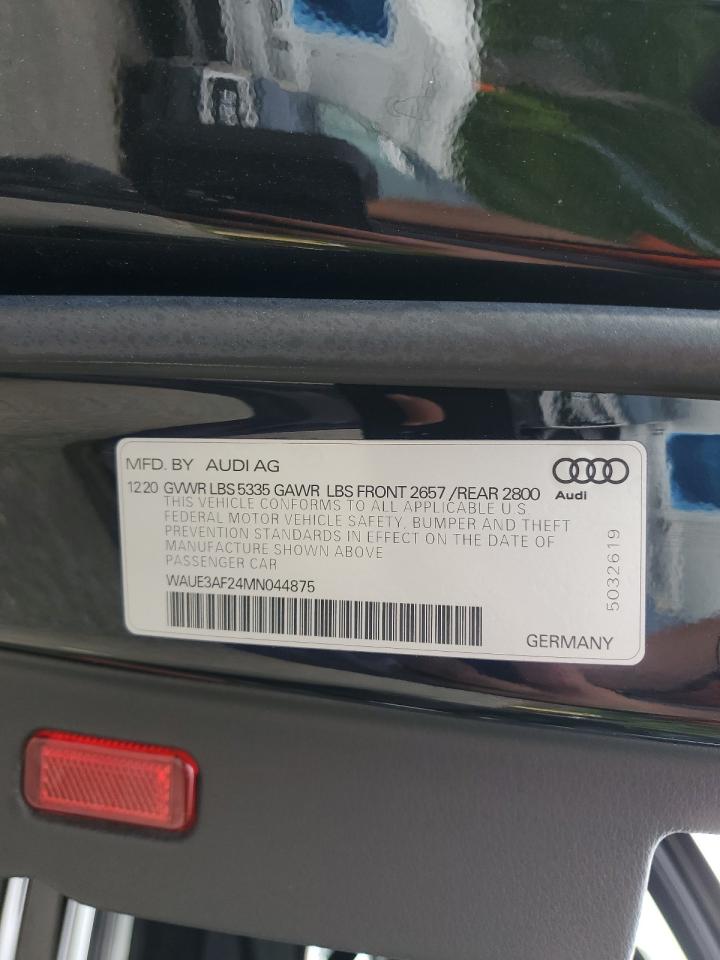 MFD. BY AUDI AG
Audi
1220 GVWR LBS 5335 GAWR LBS FRONT 2657 /REAR 2800
THIS VEHICLE CONFORMS TO ALL APPLICABLE U.S
FEDERAL MOTOR VEHICLE SAFETY, BUMPER AND THEFT
PREVENTION STANDARDS IN EFFECT ON THE DATE OF
MANUFACTURE SHOWN ABOVE
PASSENGER CAR
WAUE3AF24MN044875
5032619
GERMANY